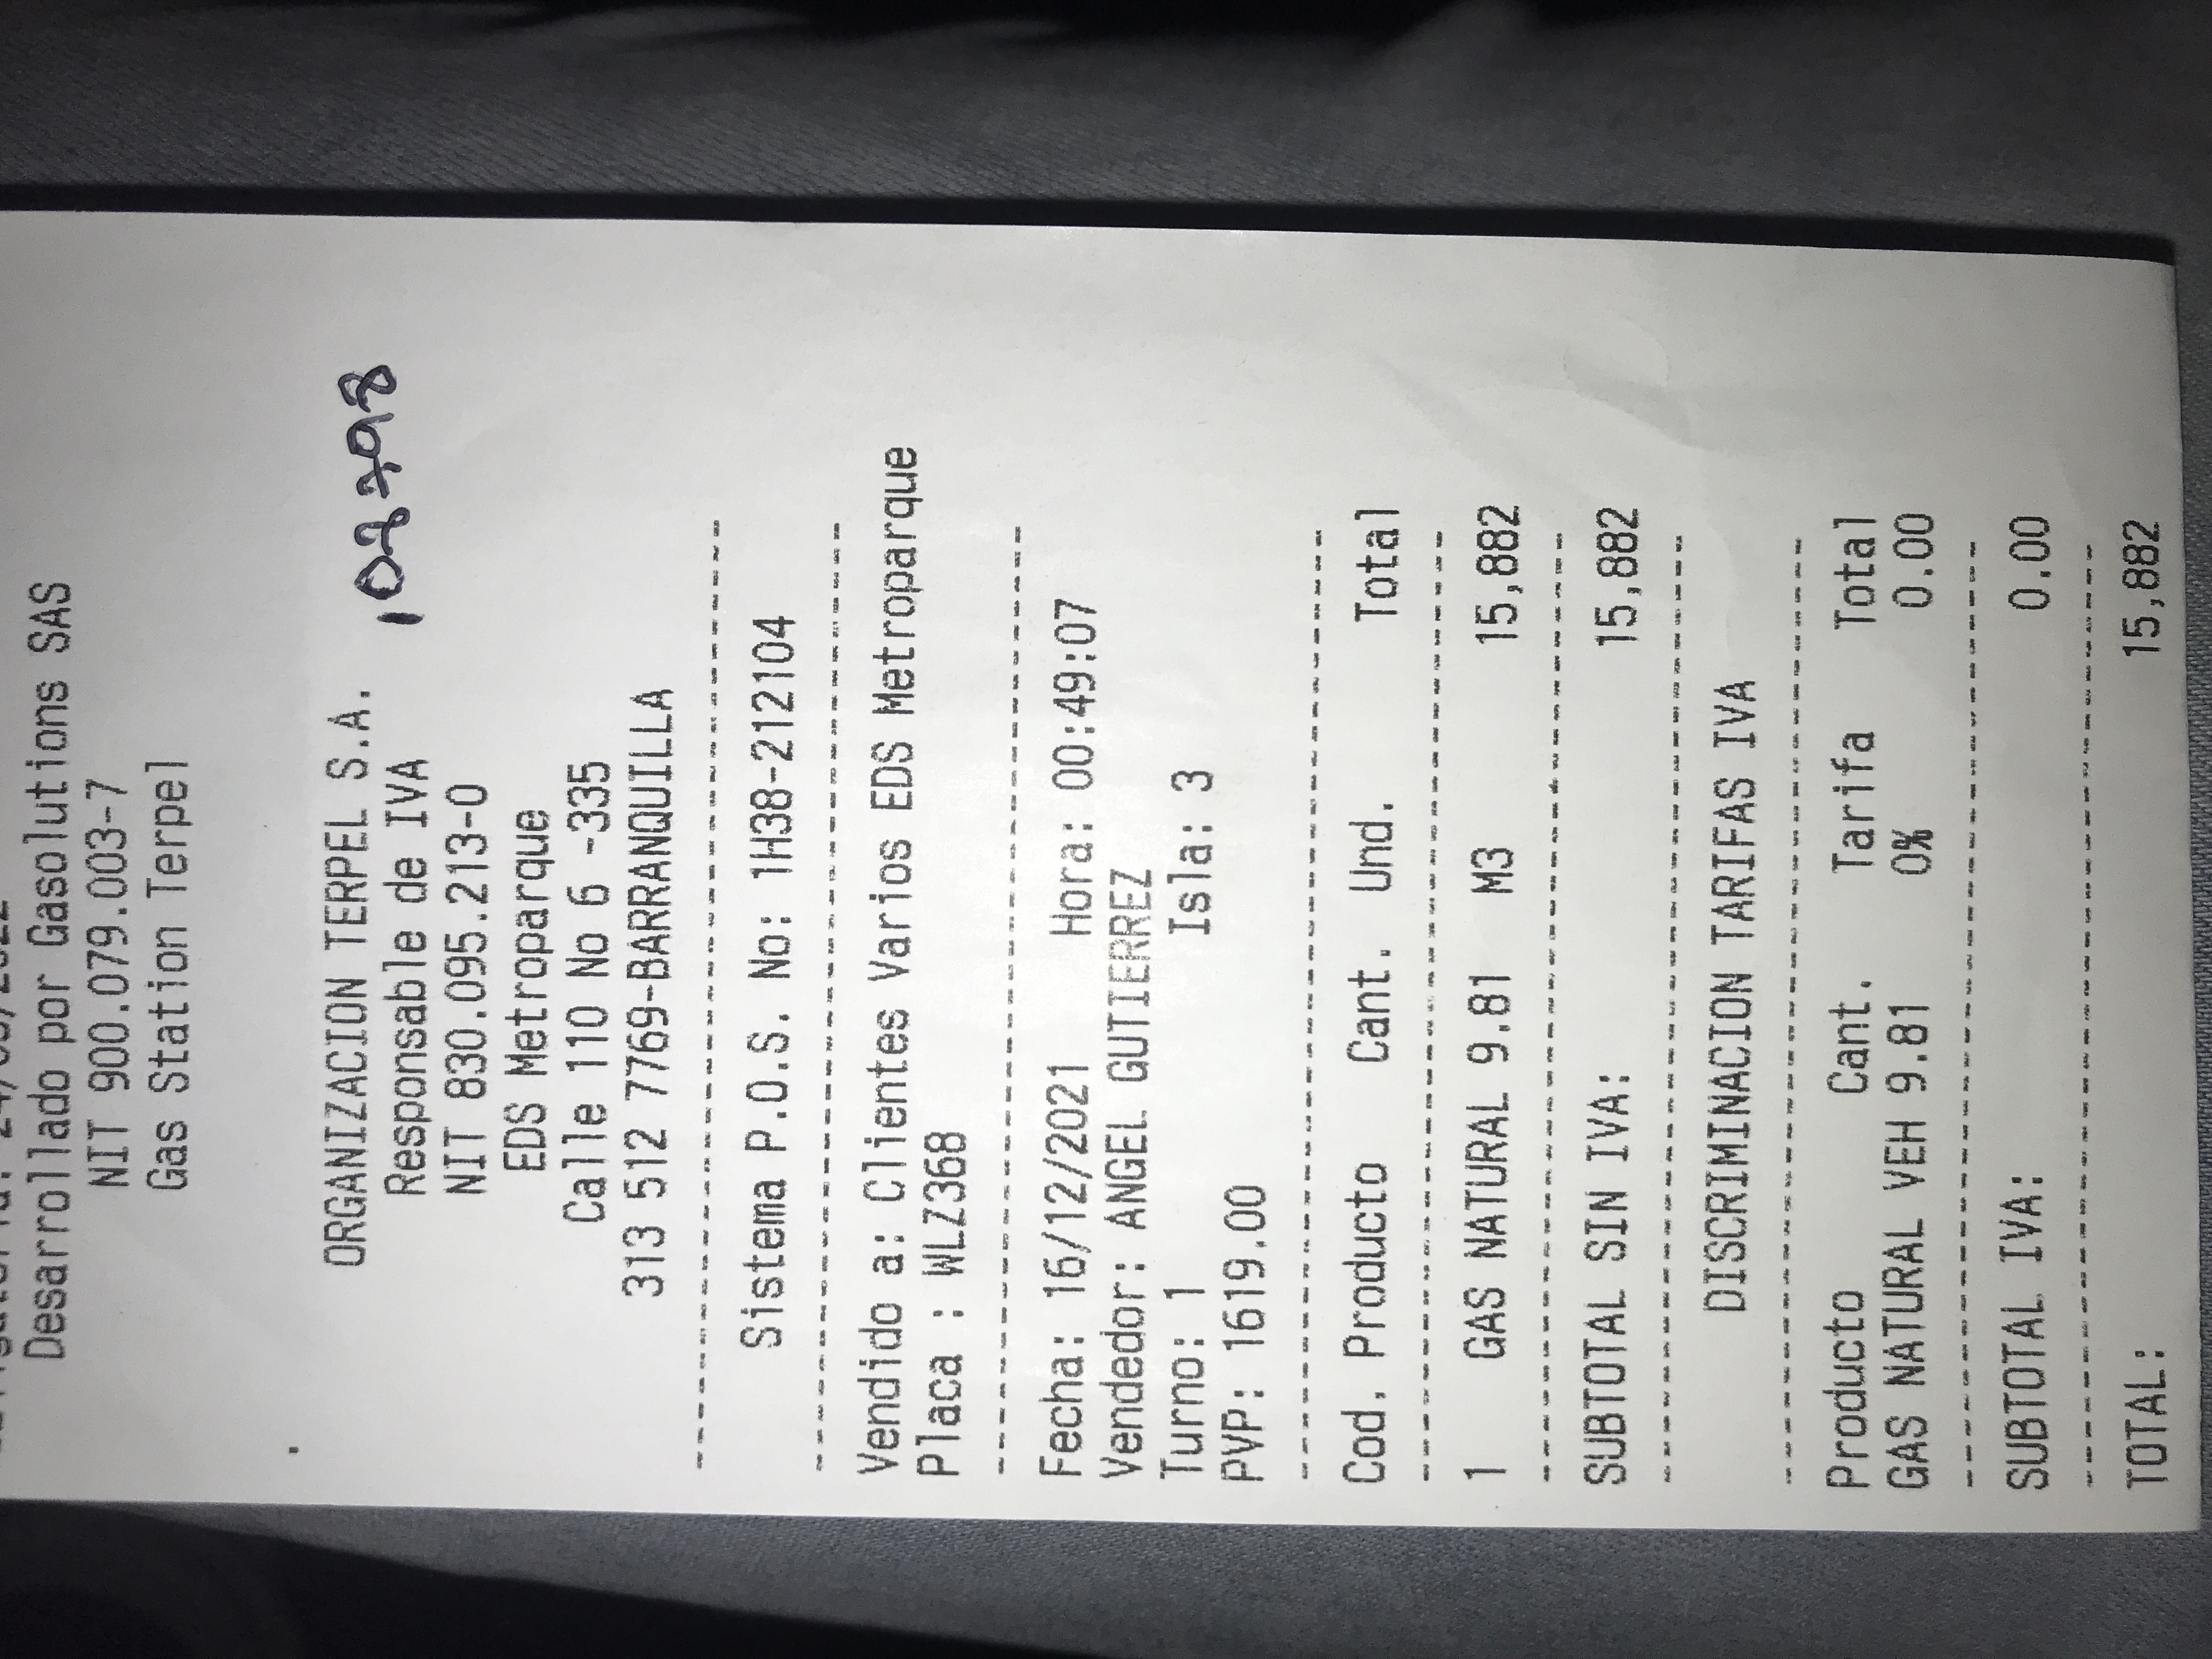 Desarrollado por Gasolutions SAS
NIT 900.079.003-7
Gas Station Terpel
ORGANIZACION TERPEL S.A.
Responsable de IVA
NIT 830.095.213-0
EDS Metroparque
Calle 110 No 6 -335
313 512 7769-BARRANQUILLA
Sistema P.O.S. No: 1H38-212104
Vendido a: Clientes Varios EDS Metroparque
Placa : WLZ368
Fecha: 16/12/2021 Hora: 00:49:07
Vendedor: ANGEL GUTIERREZ
Turno: 1 Isla: 3
PVP: 1619.00
Cod. Producto Cant. Und. Total
1 GAS NATURAL 9.81 M3 15,882
SUBTOTAL SIN IVA: 15,882
DISCRIMINACION TARIFAS IVA
Producto Cant. Tarifa Total
GAS NATURAL VEH 9.81 0% 0.00
SUBTOTAL IVA: 0.00
TOTAL: 15,882